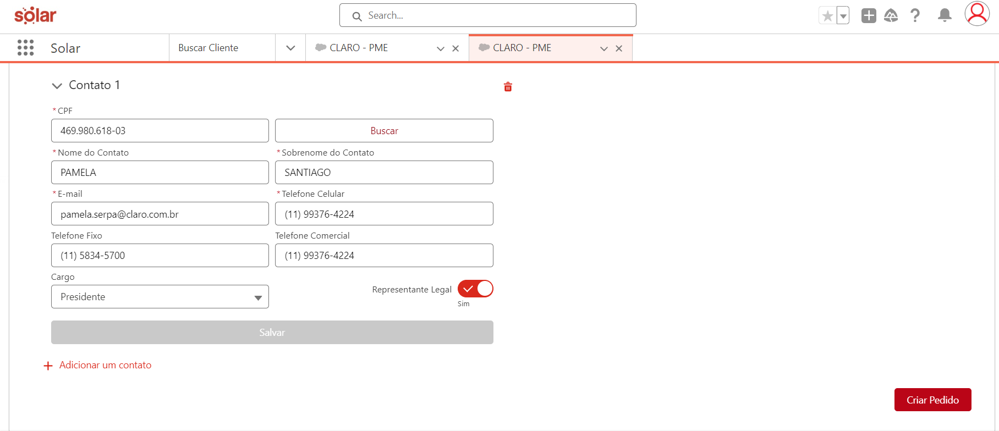 solar
Search...
Solar
Buscar Cliente
CLARO - PME
CLARO - PME
Contato 1
* CPF
469.980.618-03
Buscar
* Nome do Contato
* Sobrenome do Contato
PAMELA
SANTIAGO
* E-mail
* Telefone Celular
pamela.serpa@claro.com.br
(11) 99376-4224
Telefone Fixo
Telefone Comercial
(11) 5834-5700
(11) 99376-4224
Cargo
Presidente
Representante Legal
Sim
Salvar
+ Adicionar um contato
Criar Pedido